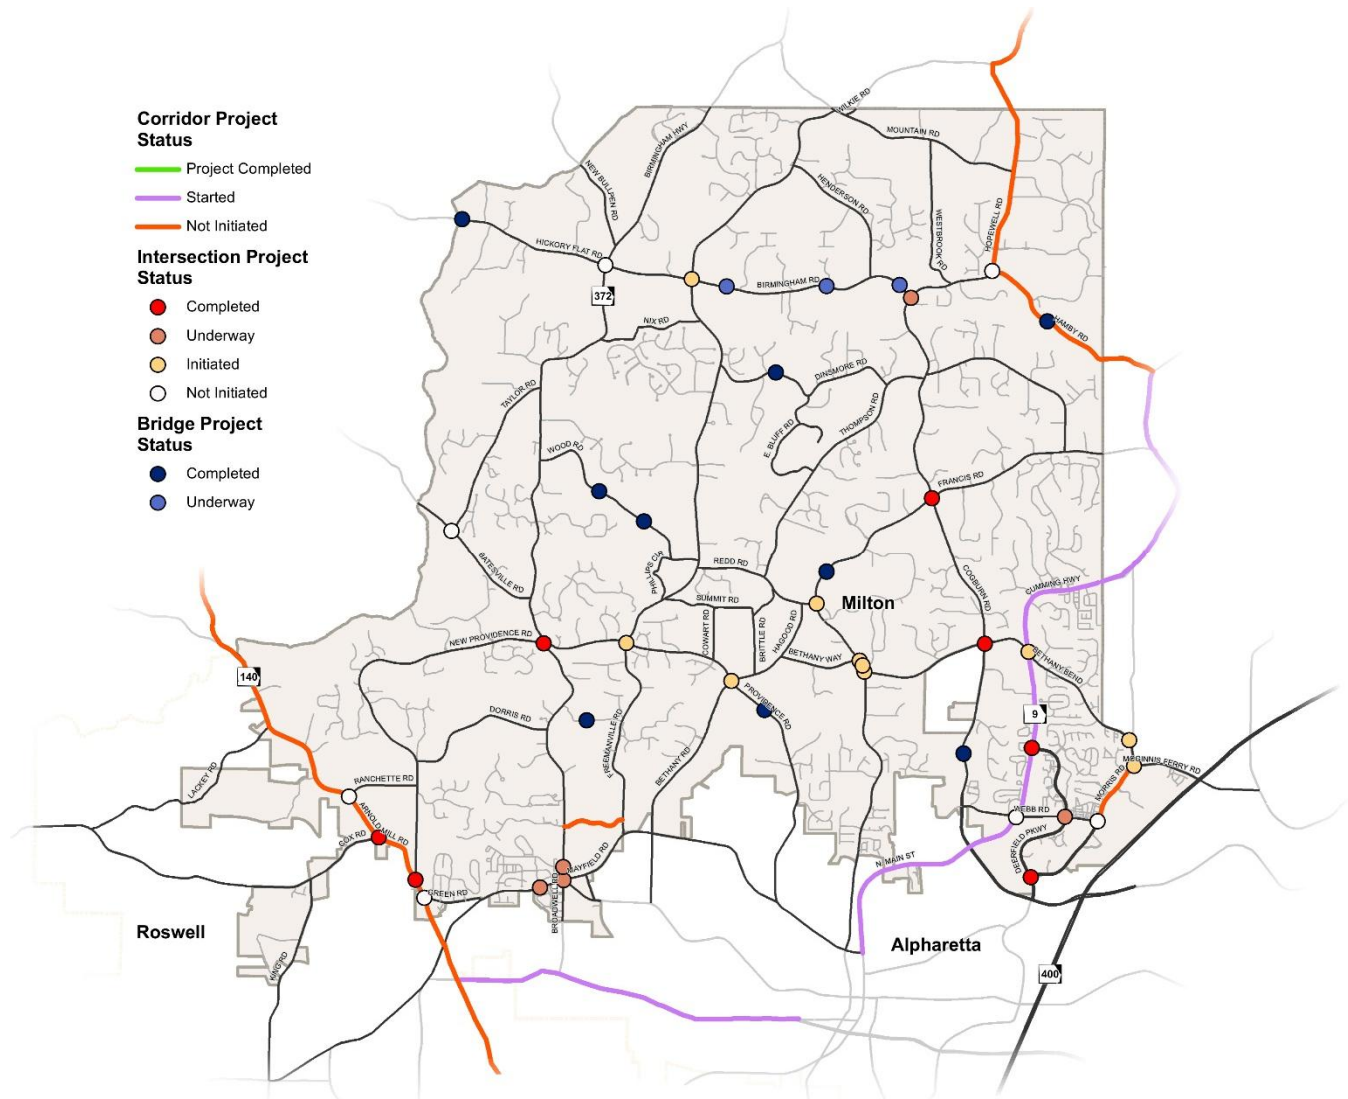 WILKIE RD
MOUNTAIN RD
BIRMINGHAM HWY
Corridor Project
Status
Project Completed
Started
Not Initiated
Intersection Project
Status
Completed
Underway
Initiated
Not Initiated
Bridge Project
Status
Completed
Underway
NEW BULLPEN RD
HENDERSON RD
WESTBROOK RD
HOPEWELL RD
HICKORY FLAT RD
372
BIRMINGHAM RD
NIX RD
HAMBY RD
TAYLOR RD
DINSMORE RD
THOMPSON RD
E. BLUFF RD
WOOD RD
FRANCIS RD
BATESVILLE RD
PHILLIPS CIR
REDD RD
COGBURN RD
CUMMING HWY
SUMMIT RD
Milton
COWART RD
BRITTLE RD
HAGOOD RD
NEW PROVIDENCE RD
BETHANY WAY
BETHANY BEND
140
PROVIDENCE RD
9
DORRIS RD
FREEMANVILLE RD
BETHANY RD
LACKEY RD
RANCHETTE RD
MCGINNIS FERRY RD
MORRIS RD
ARNOLD MILL RD
COX RD
WEBB RD
DEERFIELD PKWY
MAYFIELD RD
N. MAIN ST
GREEN RD
BROADWELL RD
Roswell
Alpharetta
KING RD
400